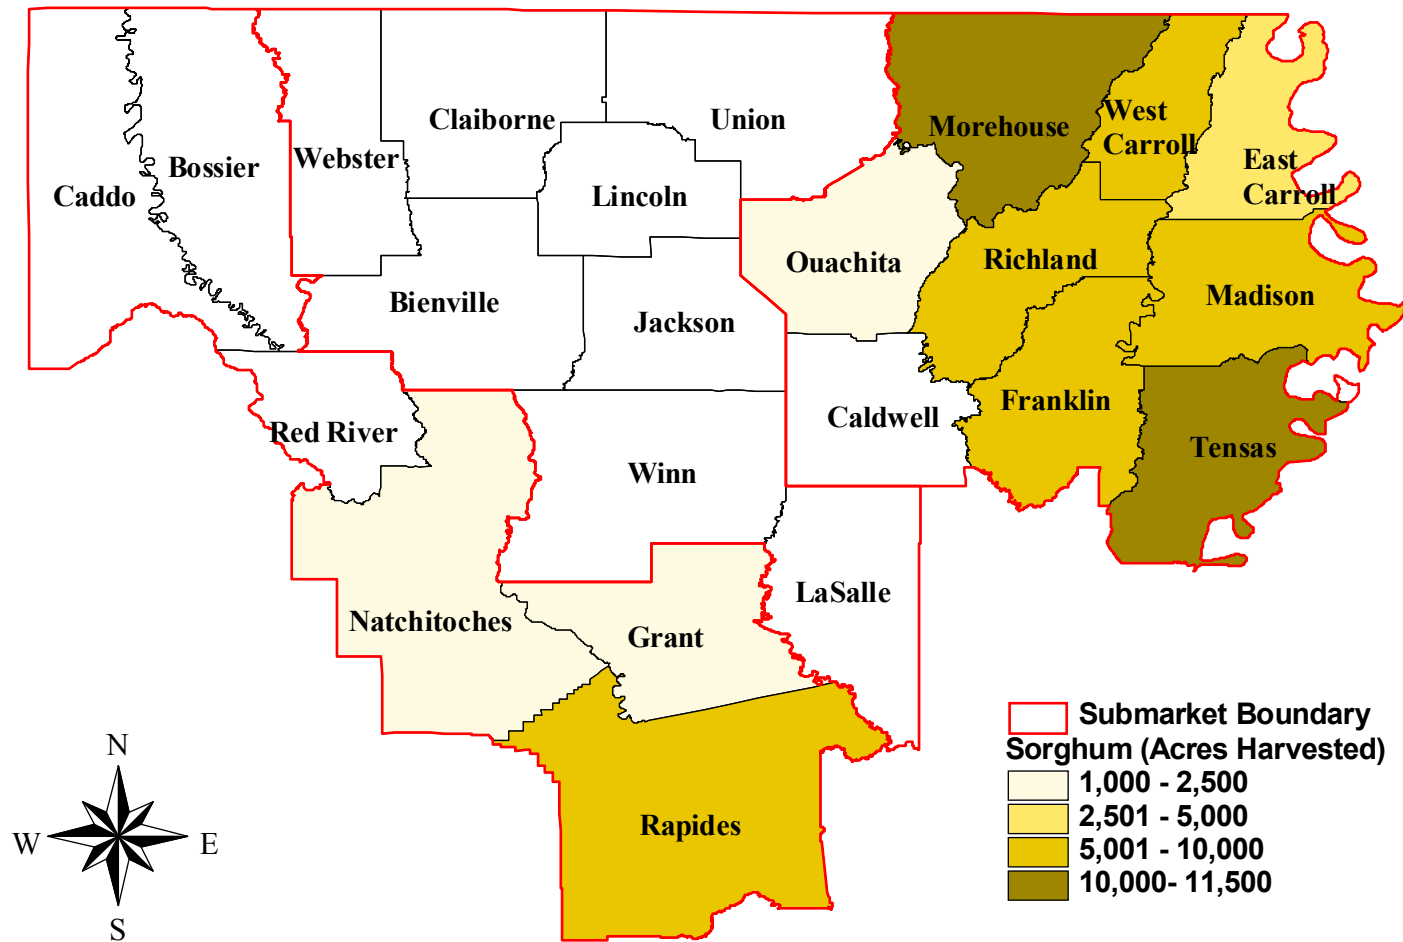 Claiborne
Union
Morehouse
West
Carroll
Webster
Bossier
East
Carroll
Caddo
Lincoln
Ouachita
Richland
Madison
Bienville
Jackson
Franklin
Caldwell
Red River
Tensas
Winn
LaSalle
Natchitoches
Grant
Rapides
N
W
E
S
Submarket Boundary
Sorghum (Acres Harvested)
1,000 - 2,500
2,501 - 5,000
5,001 - 10,000
10,000- 11,500